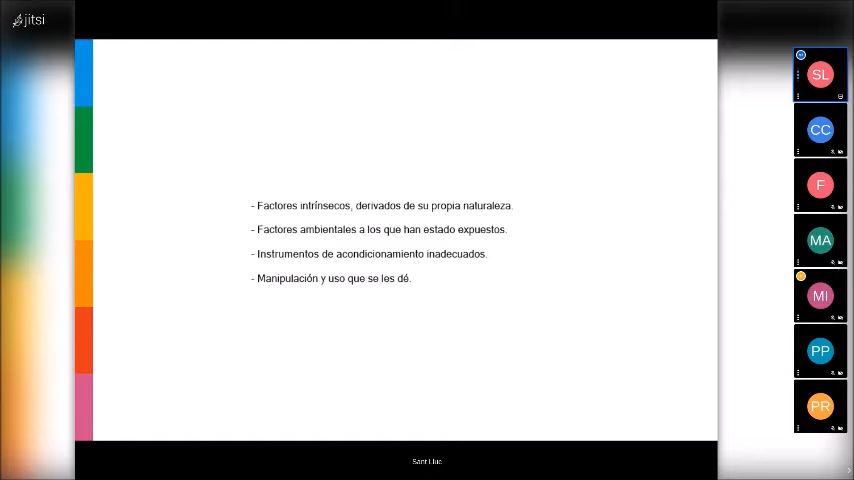 jitsi
- Factores intrínsecos, derivados de su propia naturaleza.
- Factores ambientales a los que han estado expuestos.
- Instrumentos de acondicionamiento inadecuados.
- Manipulación y uso que se les dé.
Sant Lluc
SL
CC
F
MA
MI
PP
PR